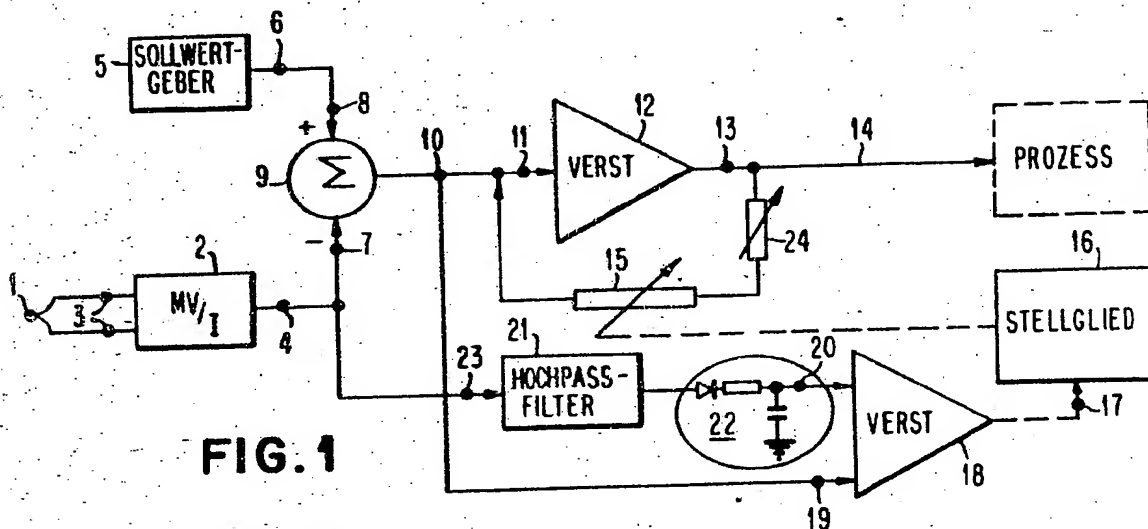 5
SOLLWERT-
GEBER
6
8
+
9
Σ
10
11
12
VERST
13
14
PROZESS
24
15
16
STELLGLIED
17
-
7
1
3
2
MV/I
4
23
21
HOCHPASS-
FILTER
22
20
VERST
18
19
FIG.1